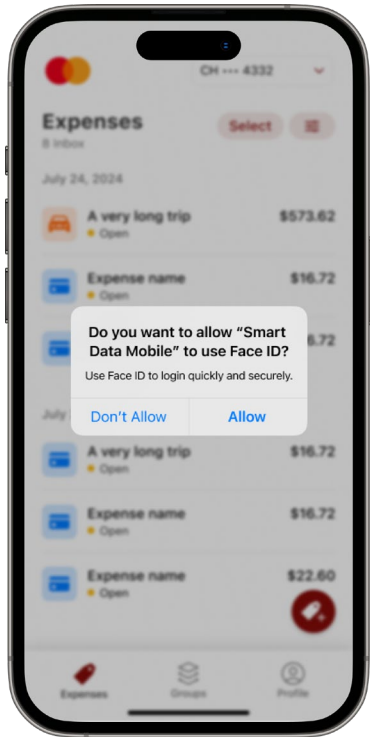 CH ••• 4332
Expenses
8 Inbox
Select
July 24, 2024
A very long trip
$573.62
Open
Expense name
$16.72
Open
6.72
Do you want to allow “Smart
Data Mobile” to use Face ID?
Use Face ID to login quickly and securely.
Don’t Allow
Allow
July
A very long trip
$16.72
Open
Expense name
$16.72
Open
Expense name
$22.60
Open
Expenses
Groups
Profile